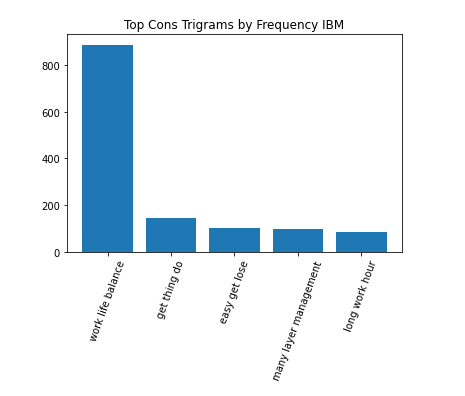 Top Cons Trigrams by Frequency IBM
800
600
400
200
0
work life balance
get thing do
easy get lose
many layer management
long work hour